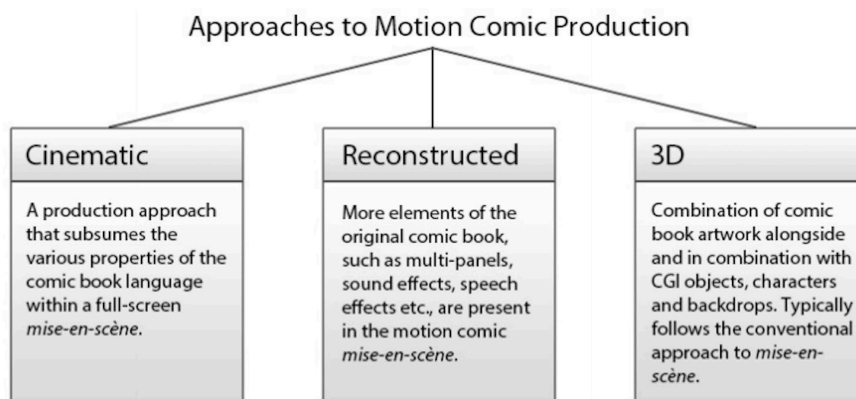 Approaches to Motion Comic Production
Cinematic
A production approach
that subsumes the
various properties of the
comic book language
within a full-screen
mise-en-scène.
Reconstructed
More elements of the
original comic book,
such as multi-panels,
sound effects, speech
effects etc., are present
in the motion comic
mise-en-scène.
3D
Combination of comic
book artwork alongside
and in combination with
CGI objects, characters
and backdrops. Typically
follows the conventional
approach to mise-en-
scène.